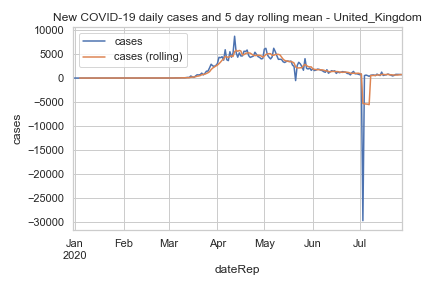 New COVID-19 daily cases and 5 day rolling mean - United_Kingdom
cases
cases (rolling)
10000
5000
0
−5000
−10000
−15000
−20000
−25000
−30000
cases
Jan Feb Mar Apr May Jun Jul
2020
dateRep